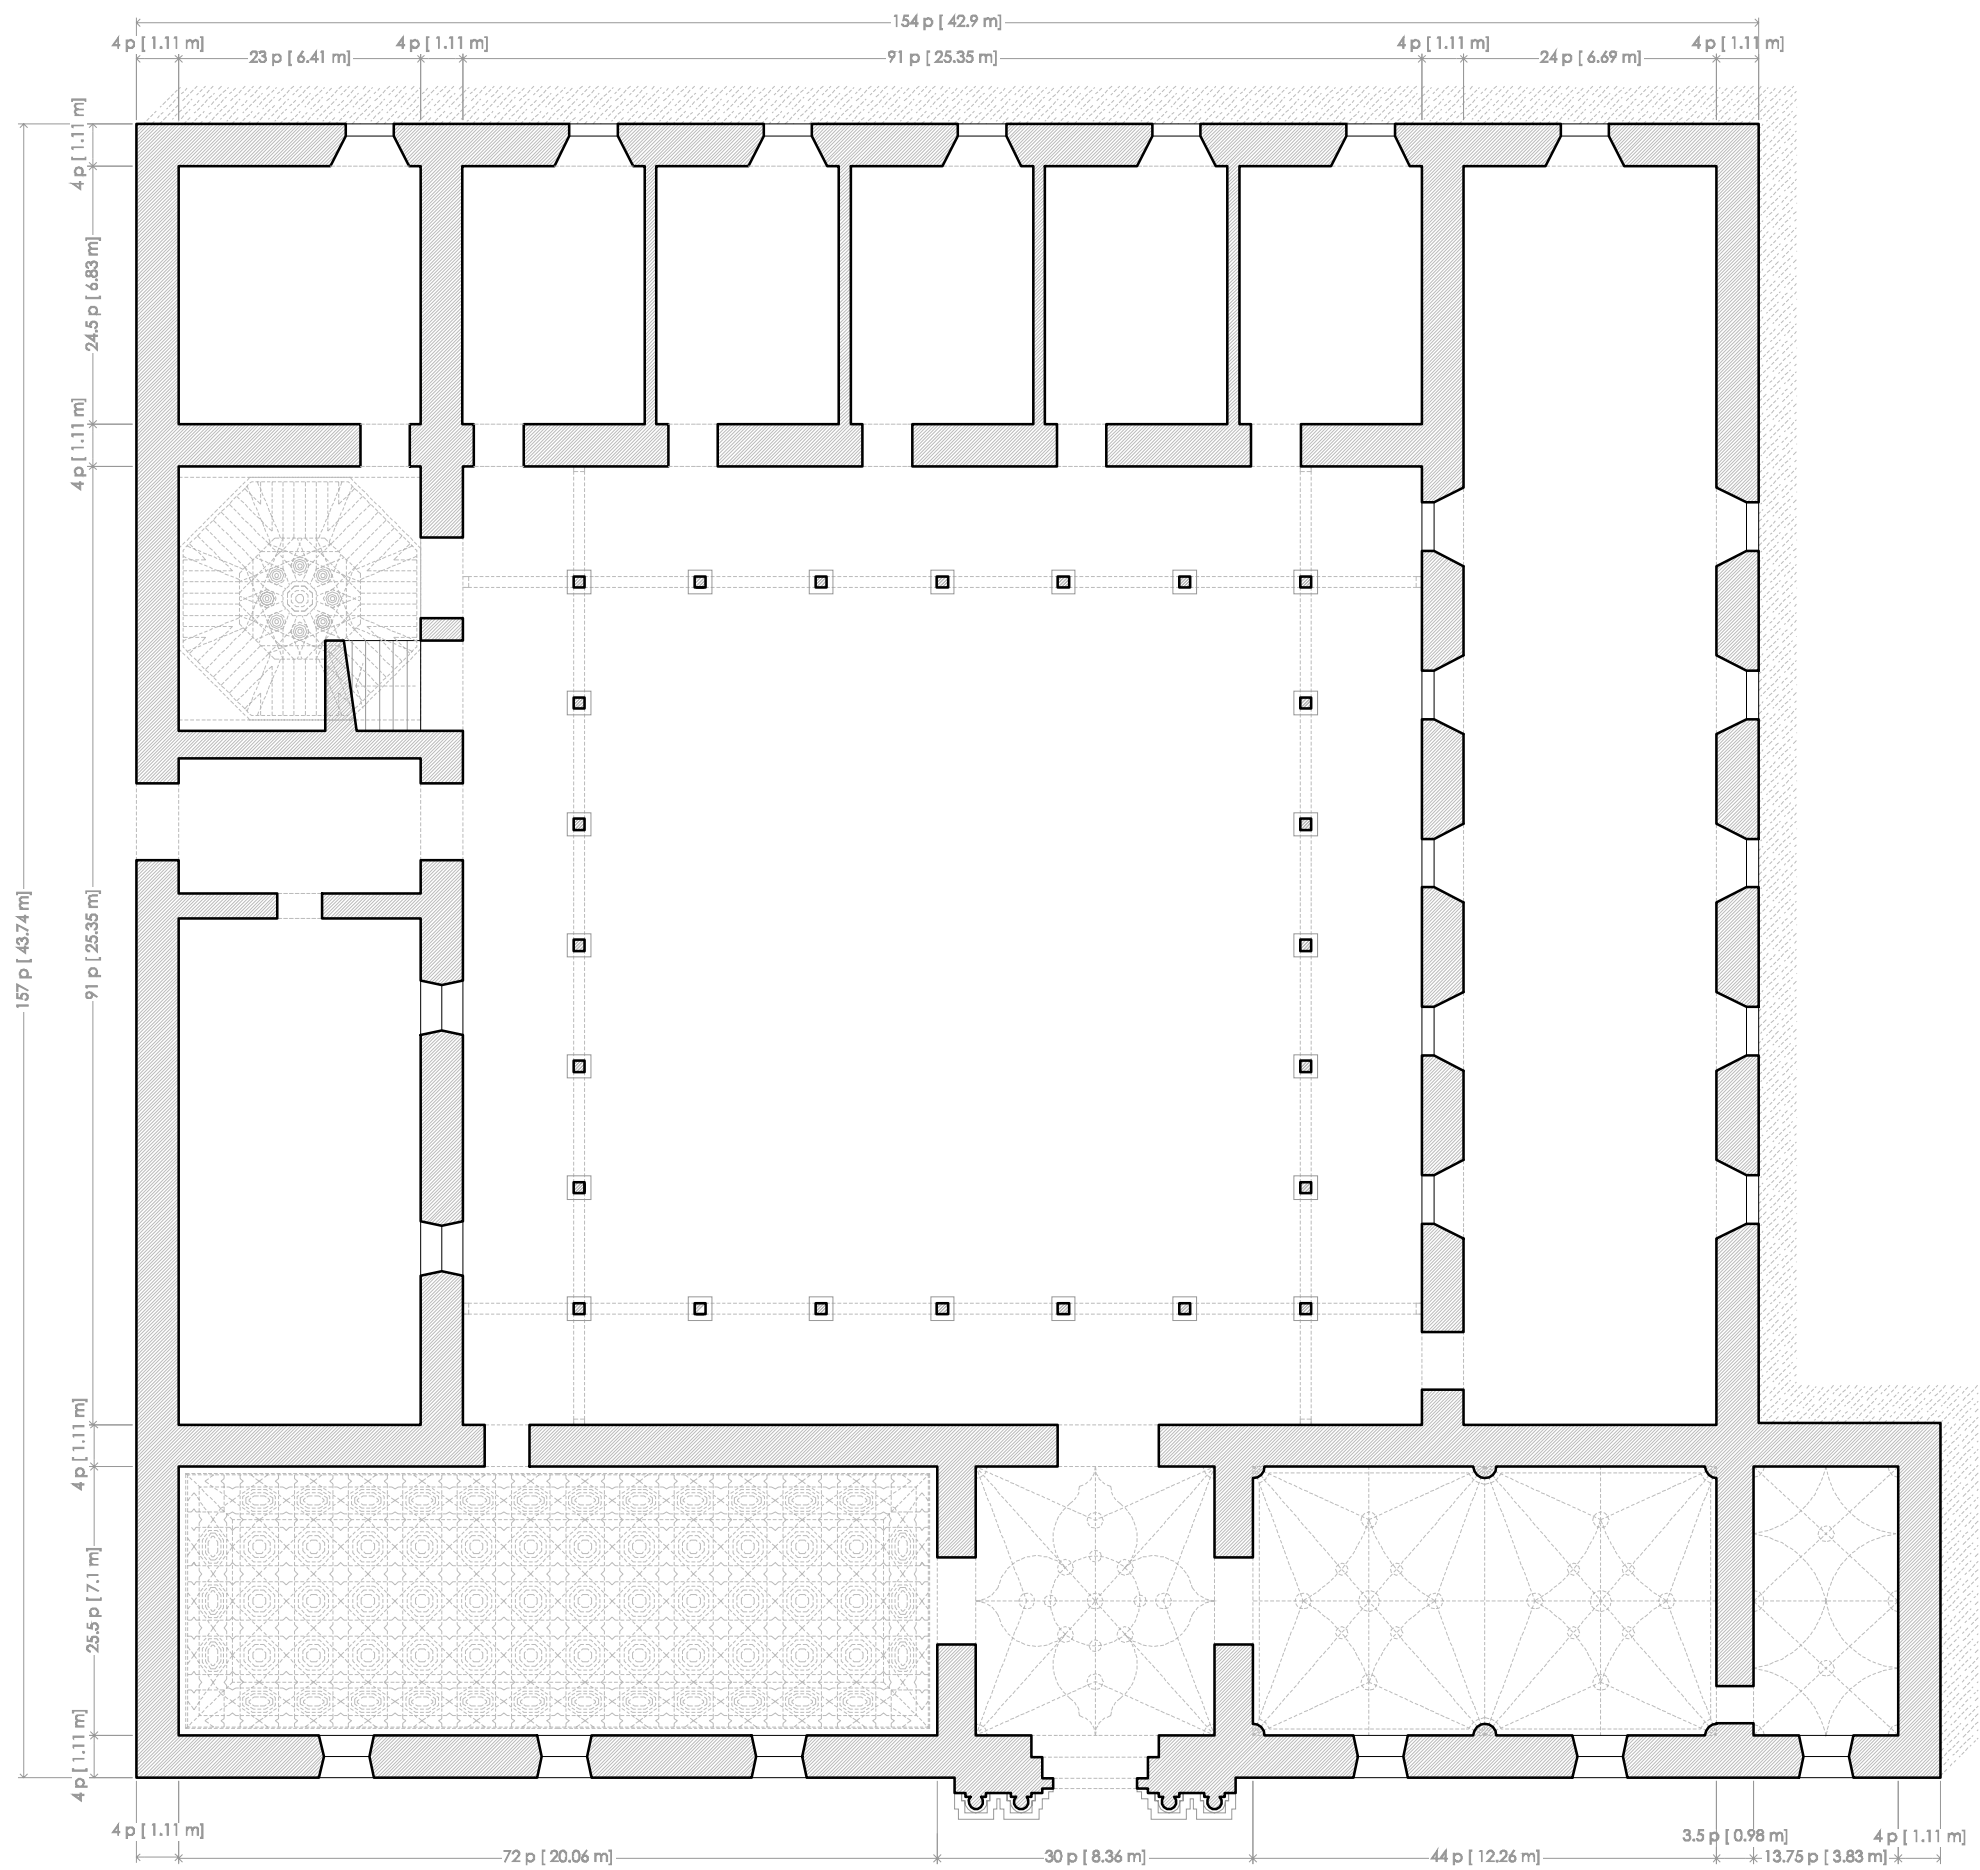 154 p [ 42.9 m]
4 p [ 1.11 m]
4 p [ 1.11 m]
4 p [ 1.11 m]
4 p [ 1.11 m]
23 p [ 6.41 m]
91 p [ 25.35 m]
24 p [ 6.69 m]
4 p [ 1.11 m]
24.5 p [ 6.83 m]
4 p [ 1.11 m]
157 p [ 43.74 m]
91 p [ 25.35 m]
4 p [ 1.11 m]
25.5 p [ 7.1 m]
4 p [ 1.11 m]
4 p [ 1.11 m]
3.5 p [ 0.98 m]
4 p [ 1.11 m]
72 p [ 20.06 m]
30 p [ 8.36 m]
44 p [ 12.26 m]
13.75 p [ 3.83 m]